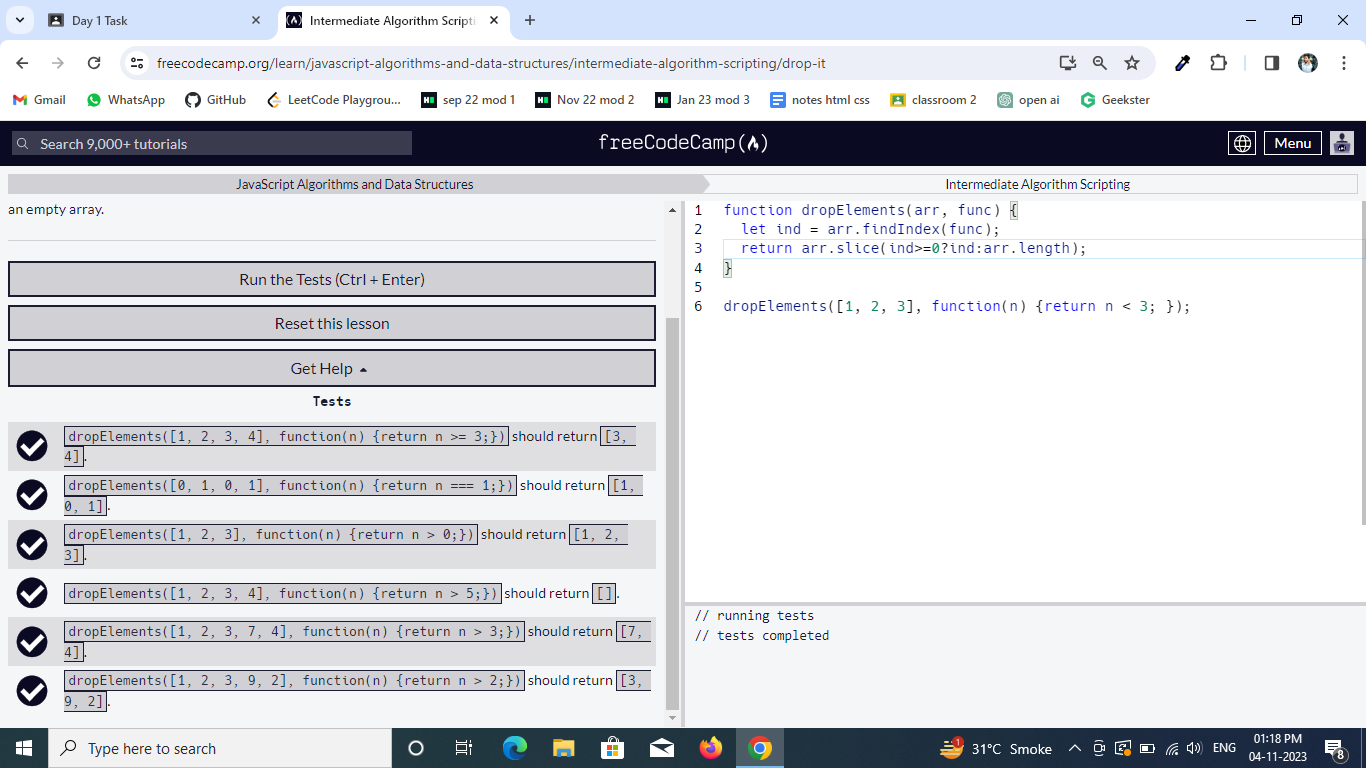 Day 1 Task
Intermediate Algorithm Scripti
freecodecamp.org/learn/javascript-algorithms-and-data-structures/intermediate-algorithm-scripting/drop-it
Gmail WhatsApp GitHub LeetCode Playgrou... sep 22 mod 1 Nov 22 mod 2 Jan 23 mod 3 notes html css classroom 2 open ai Geekster
Search 9,000+ tutorials
freeCodeCamp
Menu
JavaScript Algorithms and Data Structures
Intermediate Algorithm Scripting
an empty array.
Run the Tests (Ctrl + Enter)
Reset this lesson
Get Help
Tests
dropElements([1, 2, 3, 4], function(n) {return n >= 3;}) should return [3,
4].
dropElements([0, 1, 0, 1], function(n) {return n === 1;}) should return [1,
0, 1].
dropElements([1, 2, 3], function(n) {return n > 0;}) should return [1, 2,
3].
dropElements([1, 2, 3, 4], function(n) {return n > 5;}) should return [].
dropElements([1, 2, 3, 7, 4], function(n) {return n > 3;}) should return [7,
4].
dropElements([1, 2, 3, 9, 2], function(n) {return n > 2;}) should return [3,
9, 2].
1 function dropElements(arr, func) {
2 let ind = arr.findIndex(func);
3 return arr.slice(ind>=0?ind:arr.length);
4 }
5
6 dropElements([1, 2, 3], function(n) {return n < 3; });
// running tests
// tests completed
Type here to search
1
31°C Smoke
ENG
01:18 PM
04-11-2023
8